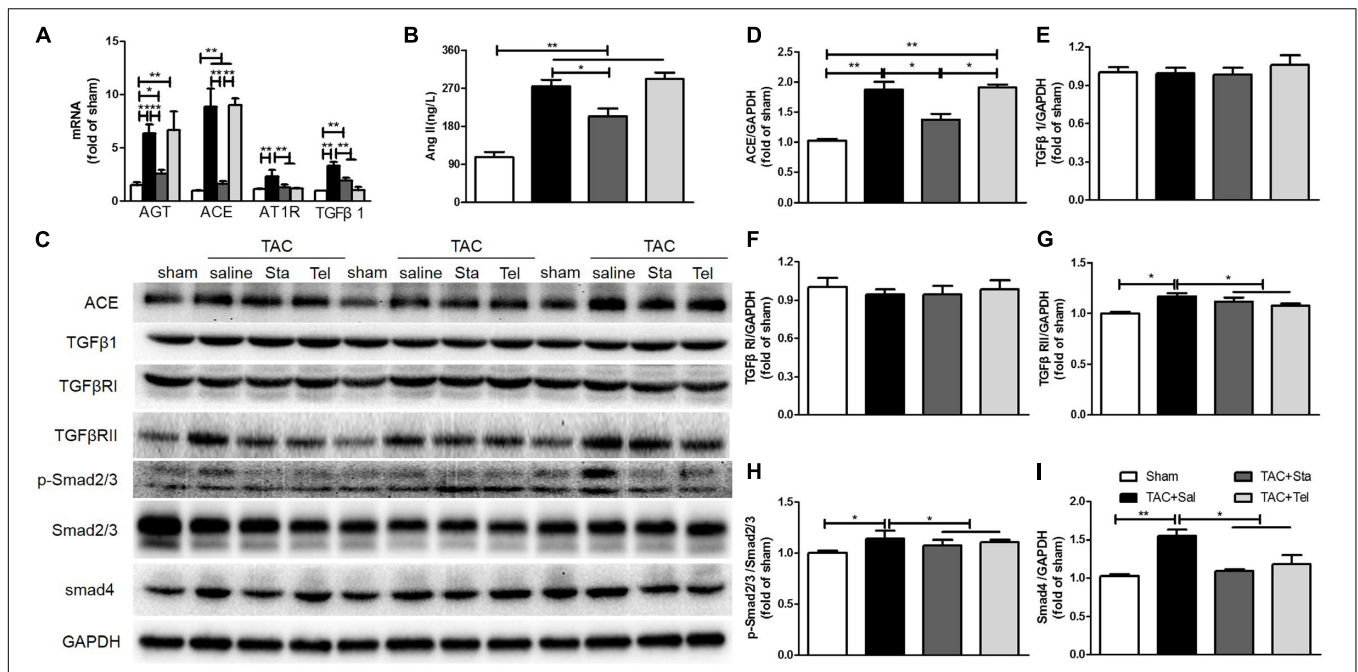 A
15
10
5
0
mRNA
(fold of sham)
**
*
****
**
**
**
**
**
**
**
**
AGT
ACE
AT1R
TGFβ 1
B
360
270
180
90
0
Ang II(ng/L)
**
*
C
TAC
TAC
TAC
sham
saline
Sta
Tel
sham
saline
Sta
Tel
sham
saline
Sta
Tel
ACE
TGFβ1
TGFβRI
TGFβRII
p-Smad2/3
Smad2/3
smad4
GAPDH
D
2.5
2.0
1.5
1.0
0.5
0.0
ACE/GAPDH
(fold of sham)
**
**
*
*
E
1.2
0.9
0.6
0.3
0.0
TGFβ 1/GAPDH
(fold of sham)
F
1.2
0.9
0.6
0.3
0.0
TGFβ RI/GAPDH
(fold of sham)
G
1.5
1.0
0.5
0.0
TGFβ RII/GAPDH
(fold of sham)
*
*
H
1.5
1.0
0.5
0.0
p-Smad2/3 /Smad2/3
(fold of sham)
Sham
TAC+Sal
*
*
I
TAC+Sta
TAC+Tel
2.0
1.5
1.0
0.5
0.0
Smad4 /GAPDH
(fold of sham)
**
*